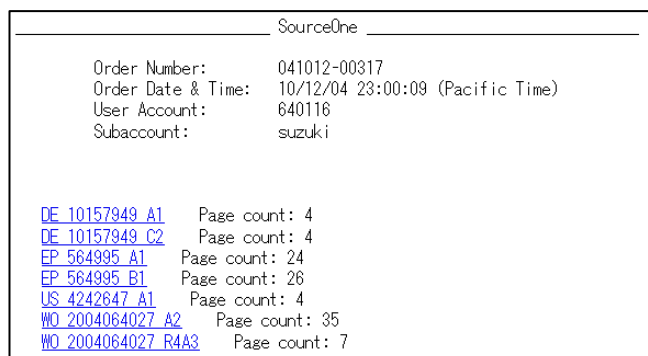 SourceOne
Order Number: 041012-00317
Order Date & Time: 10/12/04 23:00:09 (Pacific Time)
User Account: 640116
Subaccount: suzuki
DE 10157949 A1 Page count: 4
DE 10157949 C2 Page count: 4
EP 564995 A1 Page count: 24
EP 564995 B1 Page count: 26
US 4242647 A1 Page count: 4
WO 2004064027 A2 Page count: 35
WO 2004064027 R4A3 Page count: 7